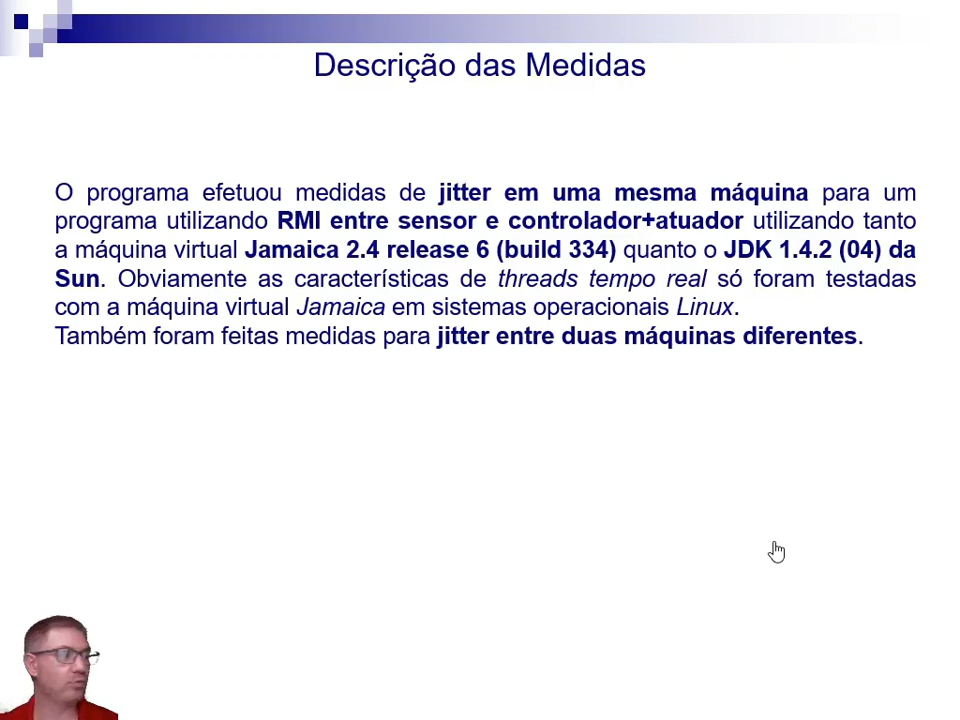 Descrição das Medidas
O programa efetuou medidas de jitter em uma mesma máquina para um
programa utilizando RMI entre sensor e controlador+atuador utilizando tanto
a máquina virtual Jamaica 2.4 release 6 (build 334) quanto o JDK 1.4.2 (04) da
Sun. Obviamente as características de threads tempo real só foram testadas
com a máquina virtual Jamaica em sistemas operacionais Linux.
Também foram feitas medidas para jitter entre duas máquinas diferentes.